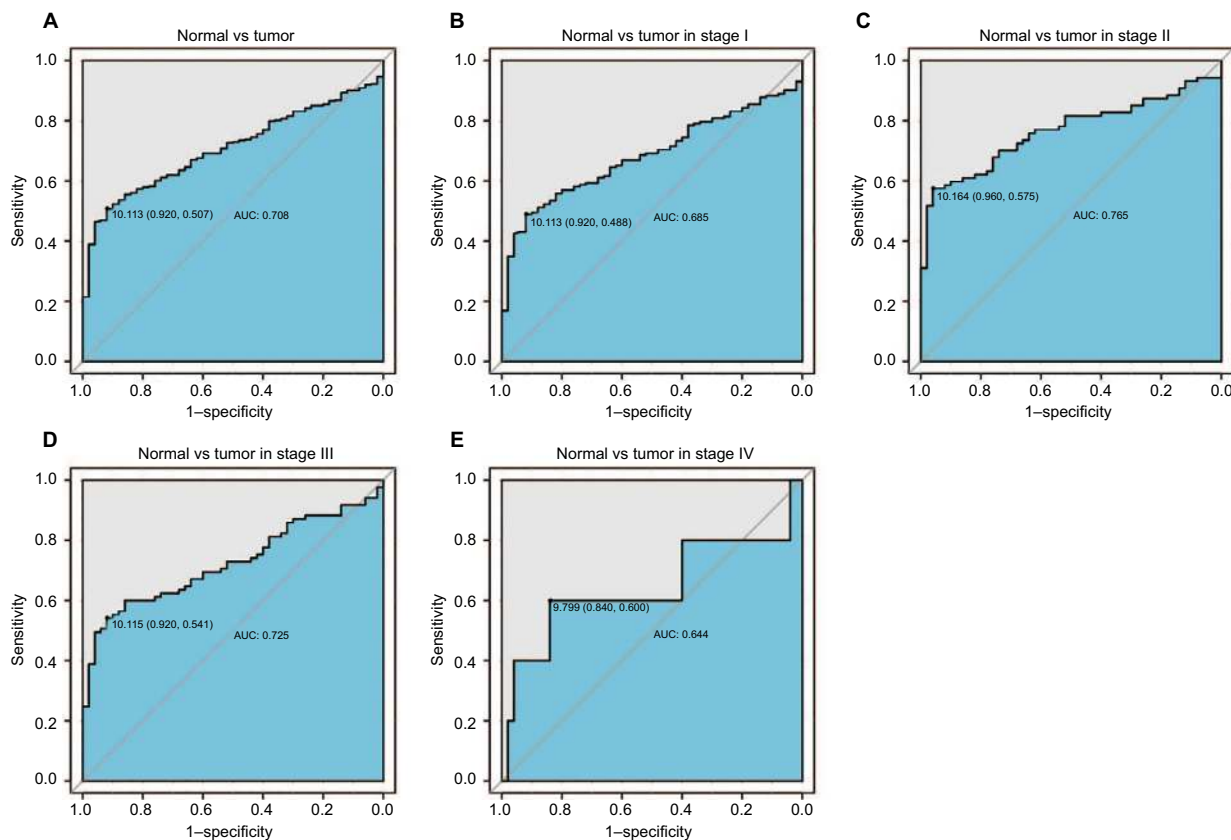 A
Normal vs tumor
Sensitivity
1.0
0.8
0.6
0.4
0.2
0.0
10.113 (0.920, 0.507)
AUC: 0.708
1.0 0.8 0.6 0.4 0.2 0.0
1–specificity
B
Normal vs tumor in stage I
Sensitivity
1.0
0.8
0.6
0.4
0.2
0.0
10.113 (0.920, 0.488)
AUC: 0.685
1.0 0.8 0.6 0.4 0.2 0.0
1–specificity
C
Normal vs tumor in stage II
Sensitivity
1.0
0.8
0.6
0.4
0.2
0.0
10.164 (0.960, 0.575)
AUC: 0.765
1.0 0.8 0.6 0.4 0.2 0.0
1–specificity
D
Normal vs tumor in stage III
Sensitivity
1.0
0.8
0.6
0.4
0.2
0.0
10.115 (0.920, 0.541)
AUC: 0.725
1.0 0.8 0.6 0.4 0.2 0.0
1–specificity
E
Normal vs tumor in stage IV
Sensitivity
1.0
0.8
0.6
0.4
0.2
0.0
9.799 (0.840, 0.600)
AUC: 0.644
1.0 0.8 0.6 0.4 0.2 0.0
1–specificity